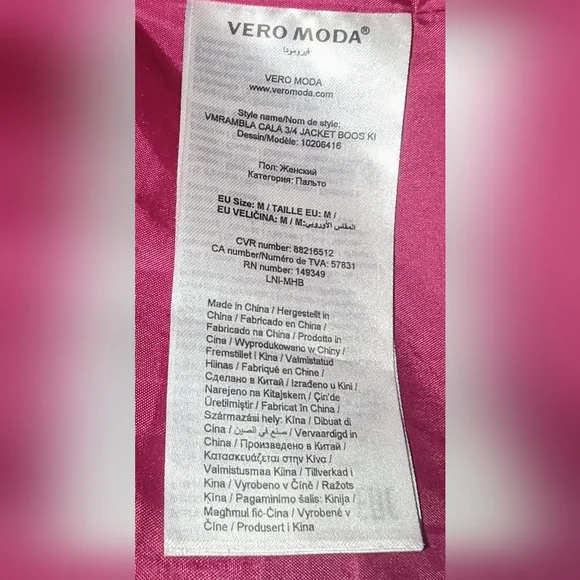 VERO MODA®
فيرومودا
VERO MODA
www.veromoda.com
Style name/Nom de style:
VMRAMBLA CALA 3/4 JACKET BOOS KI
Dessin/Modèle: 10206416
Пол: Женский
Категория: Пальто
EU Size: M / TAILLE EU: M /
EU VELIČINA: M / M:المقاس الأوروبي
CVR number: 88216512
CA number/Numéro de TVA: 57831
RN number: 149349
LNI-MHB
Made in China / Hergestellt in
China / Fabricado en China /
Fabricado na China / Prodotto in
Cina / Wyprodukowano w Chiny /
Fremstillet i Kina / Valmistustud
Hiinas / Fabriqué en Chine /
Сделано в Китай / Izrađeno u Kini /
Narejeno na Kitajskem / Çin'de
Üretilmiştir / Fabricat în China /
Származási hely: Kína / Dibuat di
Cina / صنع في الصين / Vervaardigd in
China / Произведено в Китай /
Κατασκευάζεται στην Κίνα /
Valmistusmaa Kiina / Tillverkad i
Kina / Vyrobeno v Číně / Ražots
Ķīna / Pagaminimo šalis: Kinija /
Magħmul fiċ-Ċina / Vyrobené v
Číne / Produsert i Kina